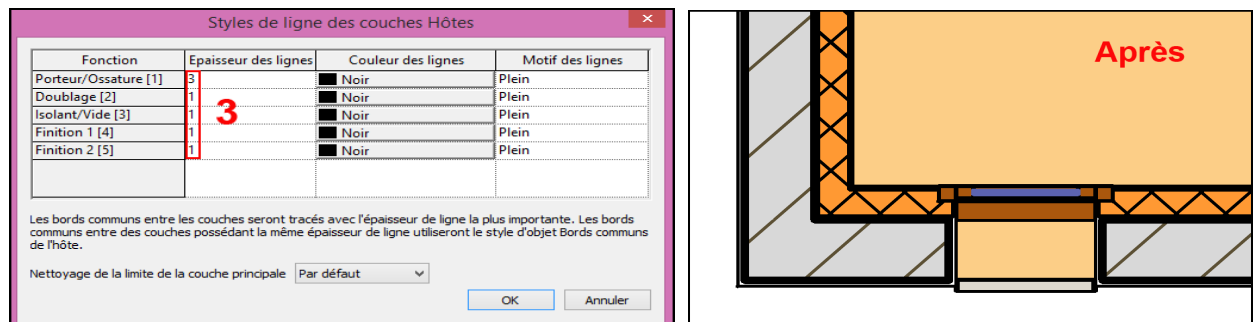 Styles de ligne des couches Hôtes
Fonction Epaisseur des lignes Couleur des lignes Motif des lignes
Porteur/Ossature [1] 3 Noir Plein
Doublage [2] 1 Noir Plein
Isolant/Vide [3] 1 Noir Plein
Finition 1 [4] 1 Noir Plein
Finition 2 [5] 1 Noir Plein
3
Les bords communs entre les couches seront tracés avec l'épaisseur de ligne la plus importante. Les bords
communs entre des couches possédant la même épaisseur de ligne utiliseront le style d'objet Bords communs
de l'hôte.
Nettoyage de la limite de la couche principale Par défaut
OK Annuler
Après